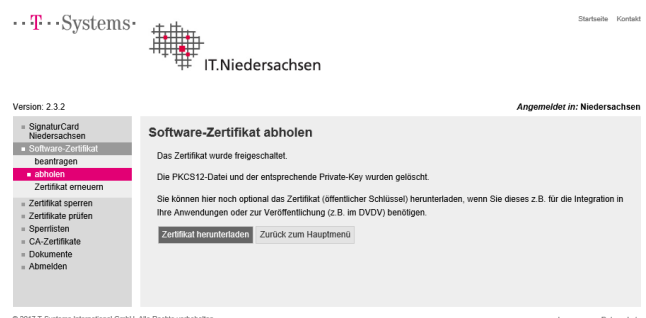 ··T··Systems·
Startseite Kontakt
IT.Niedersachsen
Version: 2.3.2
Angemeldet in: Niedersachsen
SignaturCard
Niedersachsen
Software-Zertifikat
beantragen
abholen
Zertifikat erneuern
Zertifikat sperren
Zertifikate prüfen
Sperrlisten
CA-Zertifikate
Dokumente
Abmelden
Software-Zertifikat abholen
Das Zertifikat wurde freigeschaltet.
Die PKCS12-Datei und der entsprechende Private-Key wurden gelöscht.
Sie können hier noch optional das Zertifikat (öffentlicher Schlüssel) herunterladen, wenn Sie dieses z.B. für die Integration in
Ihre Anwendungen oder zur Veröffentlichung (z.B. im DVDV) benötigen.
Zertifikat herunterladen Zurück zum Hauptmenü